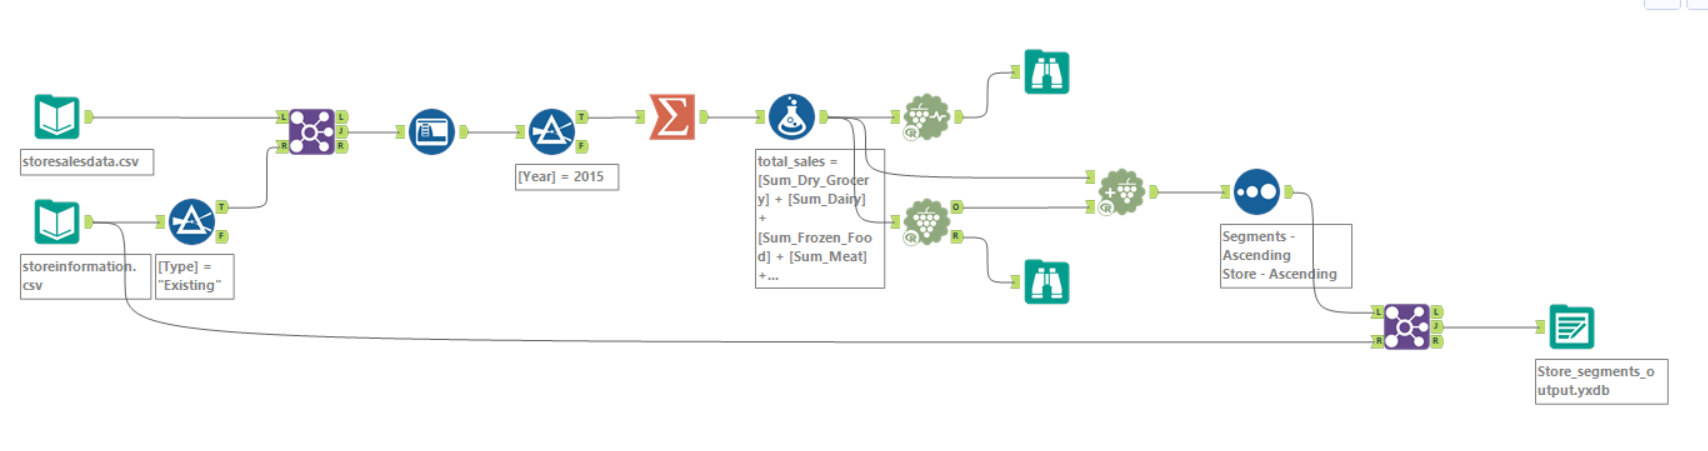 L
L
J
R
R
storesalesdata.csv
T
F
[Year] = 2015
T
F
storeinformation.
csv
[Type] =
"Existing"
total_sales =
[Sum_Dry_Grocer
y] + [Sum_Dairy]
+
[Sum_Frozen_Foo
d] + [Sum_Meat]
+...
R
O
R
R
R
Segments -
Ascending
Store - Ascending
L
R
L
J
R
Store_segments_o
utput.yxdb